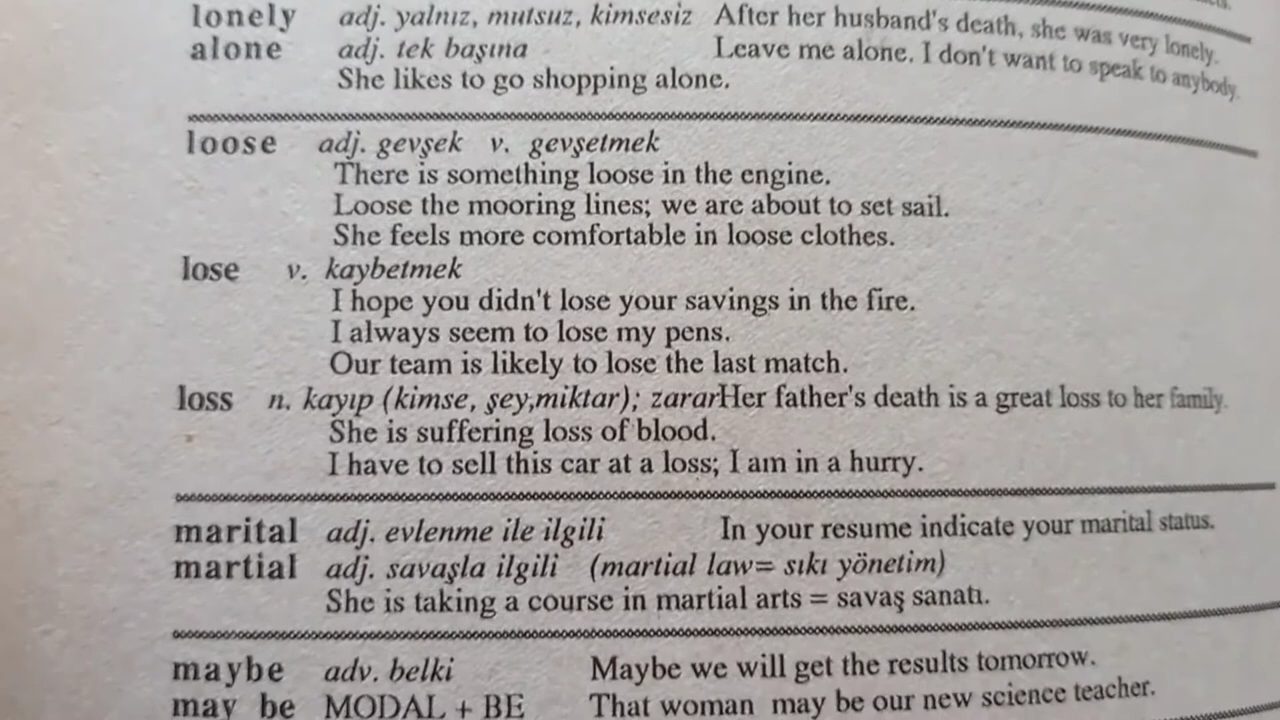 lonely adj. yalnız, mutsuz, kimsesiz After her husband's death, she was very lonely.
alone adj. tek başına Leave me alone. I don't want to speak to anybody.
She likes to go shopping alone.
loose adj. gevşek v. gevşetmek
There is something loose in the engine.
Loose the mooring lines; we are about to set sail.
She feels more comfortable in loose clothes.
lose v. kaybetmek
I hope you didn't lose your savings in the fire.
I always seem to lose my pens.
Our team is likely to lose the last match.
loss n. kayıp (kimse, şey,miktar); zararHer father's death is a great loss to her family.
She is suffering loss of blood.
I have to sell this car at a loss; I am in a hurry.
marital adj. evlenme ile ilgili In your resume indicate your marital status.
martial adj. savaşla ilgili (martial law= sıkı yönetim)
She is taking a course in martial arts = savaş sanatı.
maybe adv. belki Maybe we will get the results tomorrow.
may be MODAL + BE That woman may be our new science teacher.